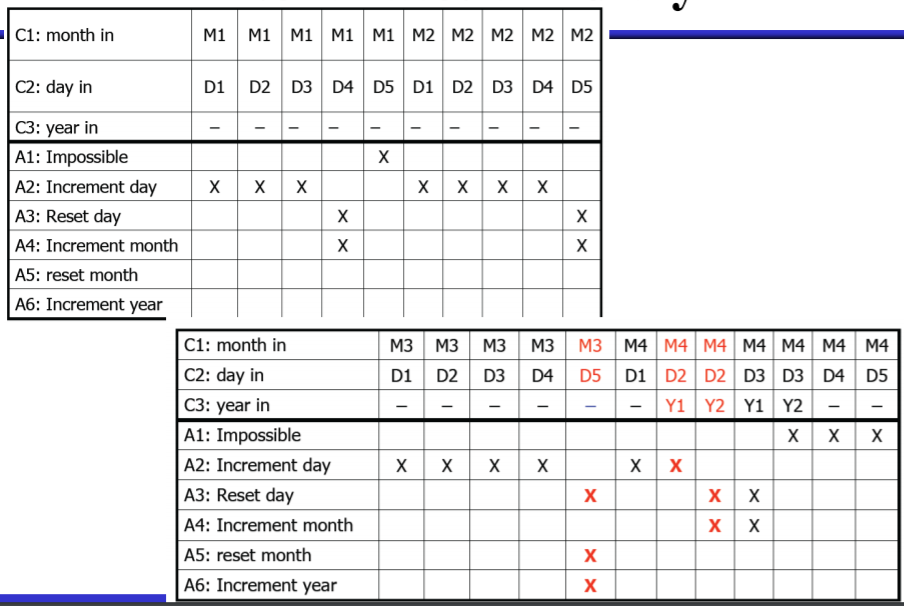 y
C1: month in M1 M1 M1 M1 M1 M2 M2 M2 M2 M2
C2: day in D1 D2 D3 D4 D5 D1 D2 D3 D4 D5
C3: year in – – – – – – – – – –
A1: Impossible X
A2: Increment day X X X X X X X
A3: Reset day X X
A4: Increment month X X
A5: reset month
A6: Increment year
C1: month in M3 M3 M3 M3 M3 M4 M4 M4 M4 M4 M4 M4
C2: day in D1 D2 D3 D4 D5 D1 D2 D2 D3 D3 D4 D5
C3: year in – – – – – – Y1 Y2 Y1 Y2 – –
A1: Impossible X X X
A2: Increment day X X X X X X
A3: Reset day X X X
A4: Increment month X X
A5: reset month X
A6: Increment year X